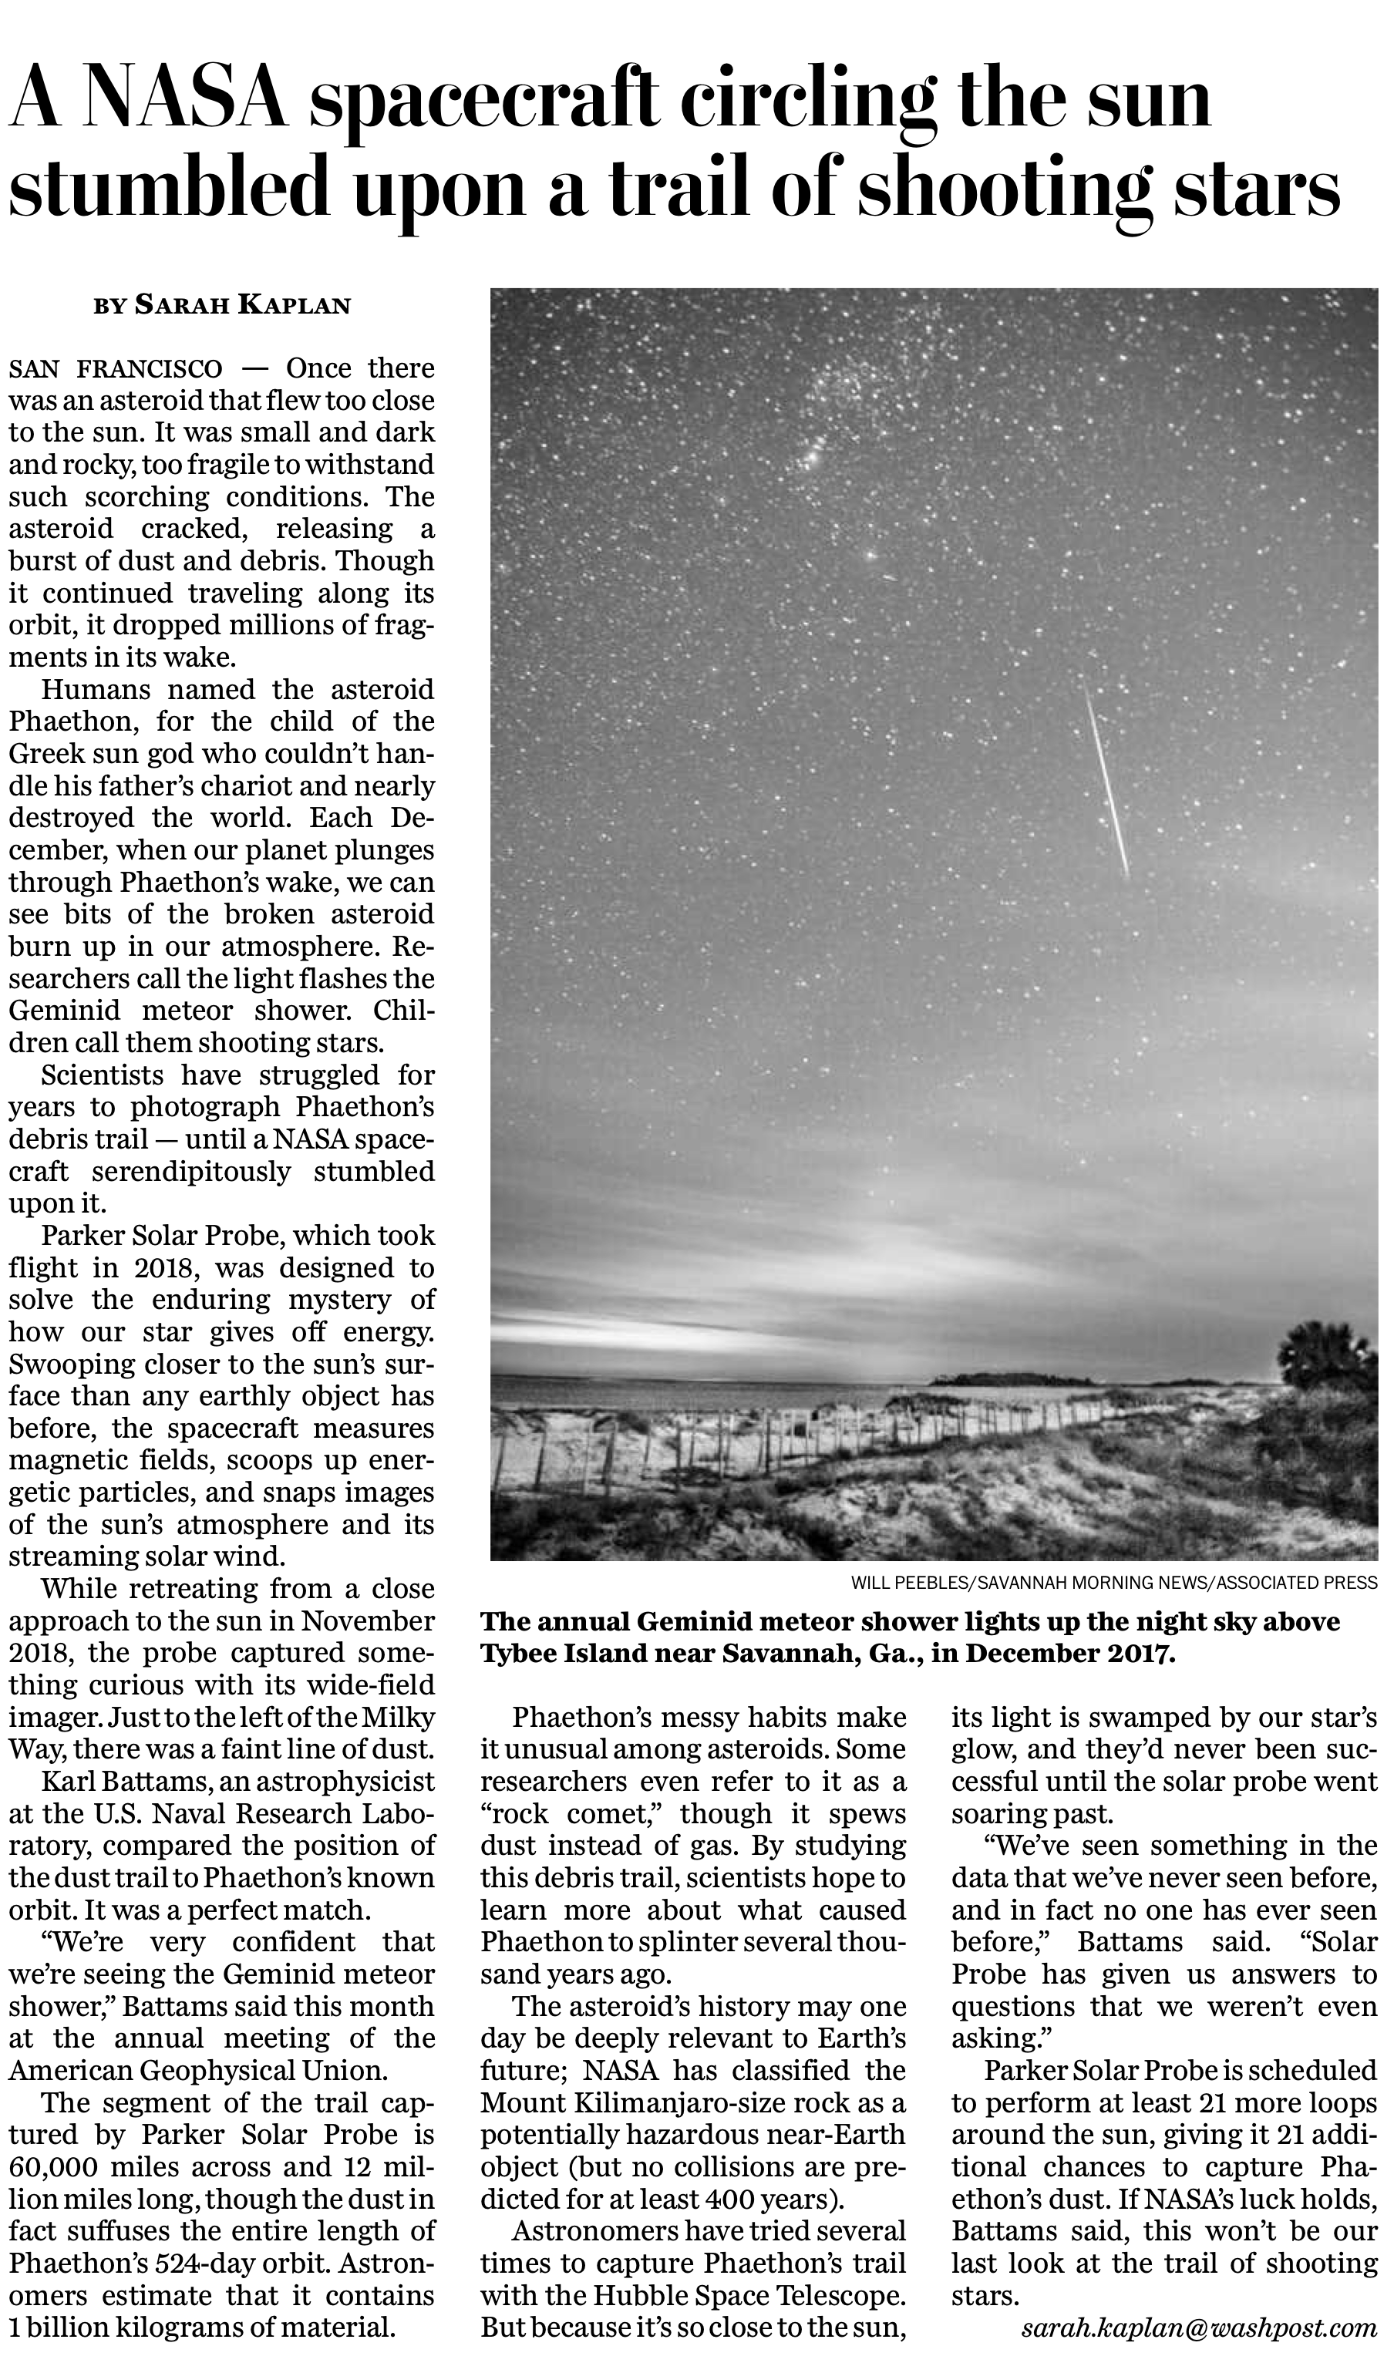 A NASA spacecraft circling the sun
stumbled upon a trail of shooting stars
BY SARAH KAPLAN
SAN FRANCISCO — Once there
was an asteroid that flew too close
to the sun. It was small and dark
and rocky, too fragile to withstand
such scorching conditions. The
asteroid cracked, releasing a
burst of dust and debris. Though
it continued traveling along its
orbit, it dropped millions of frag-
ments in its wake.
Humans named the asteroid
Phaethon, for the child of the
Greek sun god who couldn’t han-
dle his father’s chariot and nearly
destroyed the world. Each De-
cember, when our planet plunges
through Phaethon’s wake, we can
see bits of the broken asteroid
burn up in our atmosphere. Re-
searchers call the light flashes the
Geminid meteor shower. Chil-
dren call them shooting stars.
Scientists have struggled for
years to photograph Phaethon’s
debris trail — until a NASA space-
craft serendipitously stumbled
upon it.
Parker Solar Probe, which took
flight in 2018, was designed to
solve the enduring mystery of
how our star gives off energy.
Swooping closer to the sun’s sur-
face than any earthly object has
before, the spacecraft measures
magnetic fields, scoops up ener-
getic particles, and snaps images
of the sun’s atmosphere and its
streaming solar wind.
While retreating from a close
approach to the sun in November
2018, the probe captured some-
thing curious with its wide-field
imager. Just to the left of the Milky
Way, there was a faint line of dust.
Karl Battams, an astrophysicist
at the U.S. Naval Research Labo-
ratory, compared the position of
the dust trail to Phaethon’s known
orbit. It was a perfect match.
“We’re very confident that
we’re seeing the Geminid meteor
shower,” Battams said this month
at the annual meeting of the
American Geophysical Union.
The segment of the trail cap-
tured by Parker Solar Probe is
60,000 miles across and 12 mil-
lion miles long, though the dust in
fact suffuses the entire length of
Phaethon’s 524-day orbit. Astron-
omers estimate that it contains
1 billion kilograms of material.
WILL PEEBLES/SAVANNAH MORNING NEWS/ASSOCIATED PRESS
The annual Geminid meteor shower lights up the night sky above
Tybee Island near Savannah, Ga., in December 2017.
Phaethon’s messy habits make
it unusual among asteroids. Some
researchers even refer to it as a
“rock comet,” though it spews
dust instead of gas. By studying
this debris trail, scientists hope to
learn more about what caused
Phaethon to splinter several thou-
sand years ago.
The asteroid’s history may one
day be deeply relevant to Earth’s
future; NASA has classified the
Mount Kilimanjaro-size rock as a
potentially hazardous near-Earth
object (but no collisions are pre-
dicted for at least 400 years).
Astronomers have tried several
times to capture Phaethon’s trail
with the Hubble Space Telescope.
But because it’s so close to the sun,
its light is swamped by our star’s
glow, and they’d never been suc-
cessful until the solar probe went
soaring past.
“We’ve seen something in the
data that we’ve never seen before,
and in fact no one has ever seen
before,” Battams said. “Solar
Probe has given us answers to
questions that we weren’t even
asking.”
Parker Solar Probe is scheduled
to perform at least 21 more loops
around the sun, giving it 21 addi-
tional chances to capture Pha-
ethon’s dust. If NASA’s luck holds,
Battams said, this won’t be our
last look at the trail of shooting
stars.
sarah.kaplan@washpost.com